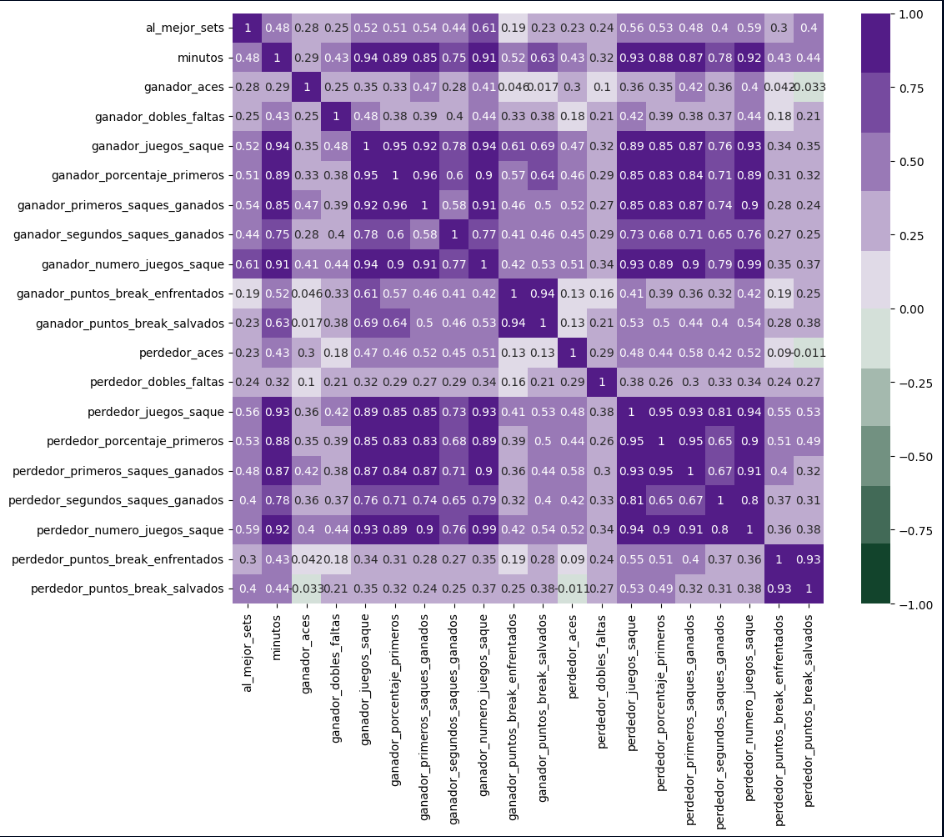 al_mejor_sets 1 0.48 0.28 0.25 0.52 0.51 0.54 0.44 0.61 0.19 0.23 0.23 0.24 0.56 0.53 0.48 0.4 0.59 0.3 0.4
minutos 0.48 1 0.29 0.43 0.94 0.89 0.85 0.75 0.91 0.52 0.63 0.43 0.32 0.93 0.88 0.87 0.78 0.92 0.43 0.44
ganador_aces 0.28 0.29 1 0.25 0.35 0.33 0.47 0.28 0.41 0.046 0.017 0.3 0.1 0.36 0.35 0.42 0.36 0.4 0.042 -0.033
ganador_dobles_faltas 0.25 0.43 0.25 1 0.48 0.38 0.39 0.4 0.44 0.33 0.38 0.18 0.21 0.42 0.39 0.38 0.37 0.44 0.18 0.21
ganador_juegos_saque 0.52 0.94 0.35 0.48 1 0.95 0.92 0.78 0.94 0.61 0.69 0.47 0.32 0.89 0.85 0.87 0.76 0.93 0.34 0.35
ganador_porcentaje_primeros 0.51 0.89 0.33 0.38 0.95 1 0.96 0.6 0.9 0.57 0.64 0.46 0.29 0.85 0.83 0.84 0.71 0.89 0.31 0.32
ganador_primeros_saques_ganados 0.54 0.85 0.47 0.39 0.92 0.96 1 0.58 0.91 0.46 0.5 0.52 0.27 0.85 0.83 0.87 0.74 0.9 0.28 0.24
ganador_segundos_saques_ganados 0.44 0.75 0.28 0.4 0.78 0.6 0.58 1 0.77 0.41 0.46 0.45 0.29 0.73 0.68 0.71 0.65 0.76 0.27 0.25
ganador_numero_juegos_saque 0.61 0.91 0.41 0.44 0.94 0.9 0.91 0.77 1 0.42 0.53 0.51 0.34 0.93 0.89 0.9 0.79 0.99 0.35 0.37
ganador_puntos_break_enfrentados 0.19 0.52 0.046 0.33 0.61 0.57 0.46 0.41 0.42 1 0.94 0.13 0.16 0.41 0.39 0.36 0.32 0.42 0.19 0.25
ganador_puntos_break_salvados 0.23 0.63 0.017 0.38 0.69 0.64 0.5 0.46 0.53 0.94 1 0.13 0.21 0.53 0.5 0.44 0.4 0.54 0.28 0.38
perdedor_aces 0.23 0.43 0.3 0.18 0.47 0.46 0.52 0.45 0.51 0.13 0.13 1 0.29 0.48 0.44 0.58 0.42 0.52 0.09 -0.011
perdedor_dobles_faltas 0.24 0.32 0.1 0.21 0.32 0.29 0.27 0.29 0.34 0.16 0.21 0.29 1 0.38 0.26 0.3 0.33 0.34 0.24 0.27
perdedor_juegos_saque 0.56 0.93 0.36 0.42 0.89 0.85 0.85 0.73 0.93 0.41 0.53 0.48 0.38 1 0.95 0.93 0.81 0.94 0.55 0.53
perdedor_porcentaje_primeros 0.53 0.88 0.35 0.39 0.85 0.83 0.83 0.68 0.89 0.39 0.5 0.44 0.26 0.95 1 0.95 0.65 0.9 0.51 0.49
perdedor_primeros_saques_ganados 0.48 0.87 0.42 0.38 0.87 0.84 0.87 0.71 0.9 0.36 0.44 0.58 0.3 0.93 0.95 1 0.67 0.91 0.4 0.32
perdedor_segundos_saques_ganados 0.4 0.78 0.36 0.37 0.76 0.71 0.74 0.65 0.79 0.32 0.4 0.42 0.33 0.81 0.65 0.67 1 0.8 0.37 0.31
perdedor_numero_juegos_saque 0.59 0.92 0.4 0.44 0.93 0.89 0.9 0.76 0.99 0.42 0.54 0.52 0.34 0.94 0.9 0.91 0.8 1 0.36 0.38
perdedor_puntos_break_enfrentados 0.3 0.43 0.042 0.18 0.34 0.31 0.28 0.27 0.35 0.19 0.28 0.09 0.24 0.55 0.51 0.4 0.37 0.36 1 0.93
perdedor_puntos_break_salvados 0.4 0.44 -0.033 0.21 0.35 0.32 0.24 0.25 0.37 0.25 0.38 -0.011 0.27 0.53 0.49 0.32 0.31 0.38 0.93 1
al_mejor_sets
minutos
ganador_aces
ganador_dobles_faltas
ganador_juegos_saque
ganador_porcentaje_primeros
ganador_primeros_saques_ganados
ganador_segundos_saques_ganados
ganador_numero_juegos_saque
ganador_puntos_break_enfrentados
ganador_puntos_break_salvados
perdedor_aces
perdedor_dobles_faltas
perdedor_juegos_saque
perdedor_porcentaje_primeros
perdedor_primeros_saques_ganados
perdedor_segundos_saques_ganados
perdedor_numero_juegos_saque
perdedor_puntos_break_enfrentados
perdedor_puntos_break_salvados
1.00
0.75
0.50
0.25
0.00
−0.25
−0.50
−0.75
−1.00